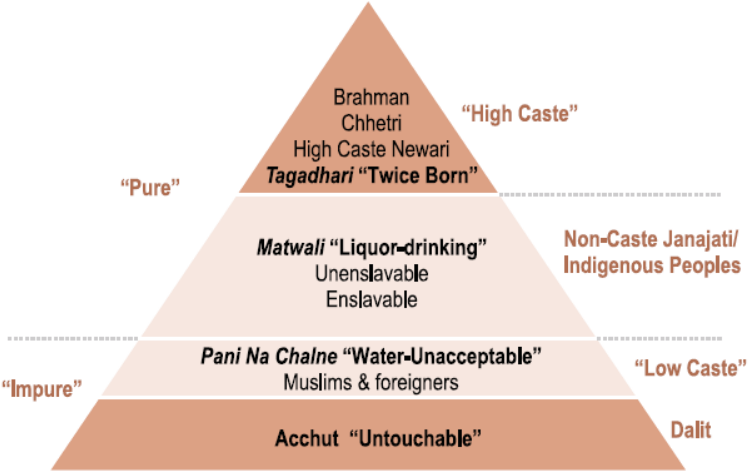 Brahman
Chhetri
High Caste Newari
Tagadhari “Twice Born”
“High Caste”
“Pure”
Matwali “Liquor-drinking”
Unenslavable
Enslavable
Non-Caste Janajati/
Indigenous Peoples
Pani Na Chalne “Water-Unacceptable”
Muslims & foreigners
“Low Caste”
“Impure”
Acchut “Untouchable”
Dalit